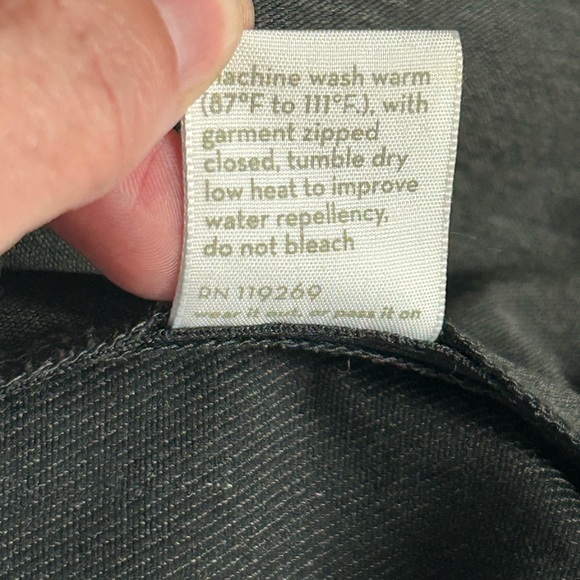 Machine wash warm
(87°F to 111°F.), with
garment zipped
closed, tumble dry
low heat to improve
water repellency,
do not bleach
RN 119269
wear it out, or pass it on